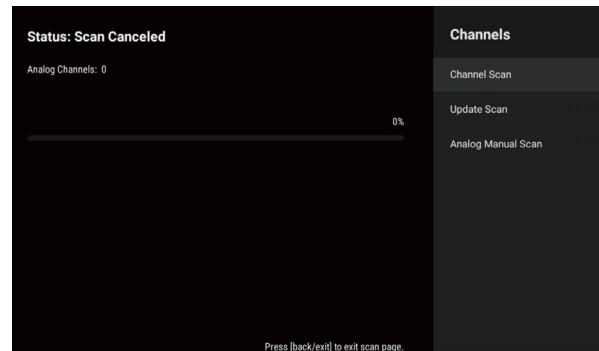 Status: Scan Canceled
Analog Channels: 0
0%
Press [back/exit] to exit scan page.
Channels
Channel Scan
Update Scan
Analog Manual Scan